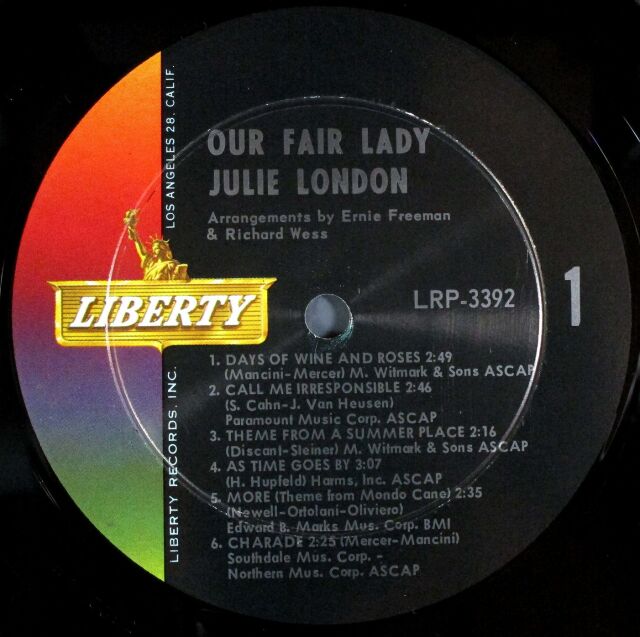 LOS ANGELES 28, CALIF.
OUR FAIR LADY
JULIE LONDON
Arrangements by Ernie Freeman
& Richard Wess
LIBERTY
LRP-3392
1
1. DAYS OF WINE AND ROSES 2:49
(Mancini-Mercer) M. Witmark & Sons ASCAP
2. CALL ME IRRESPONSIBLE 2:46
(S. Cahn-J. Van Heusen)
Paramount Music Corp. ASCAP
3. THEME FROM A SUMMER PLACE 2:16
(Discant-Steiner) M. Witmark & Sons ASCAP
4. AS TIME GOES BY 3:07
(H. Hupfeld) Harms, Inc. ASCAP
5. MORE (Theme from Mondo Cane) 2:35
(Newell-Ortolani-Oliviero)
Edward B. Marks Mus. Corp. BMI
6. CHARADE 2:25 (Mercer-Mancini)
Southdale Mus. Corp. -
Northern Mus. Corp. ASCAP
LIBERTY RECORDS, INC.